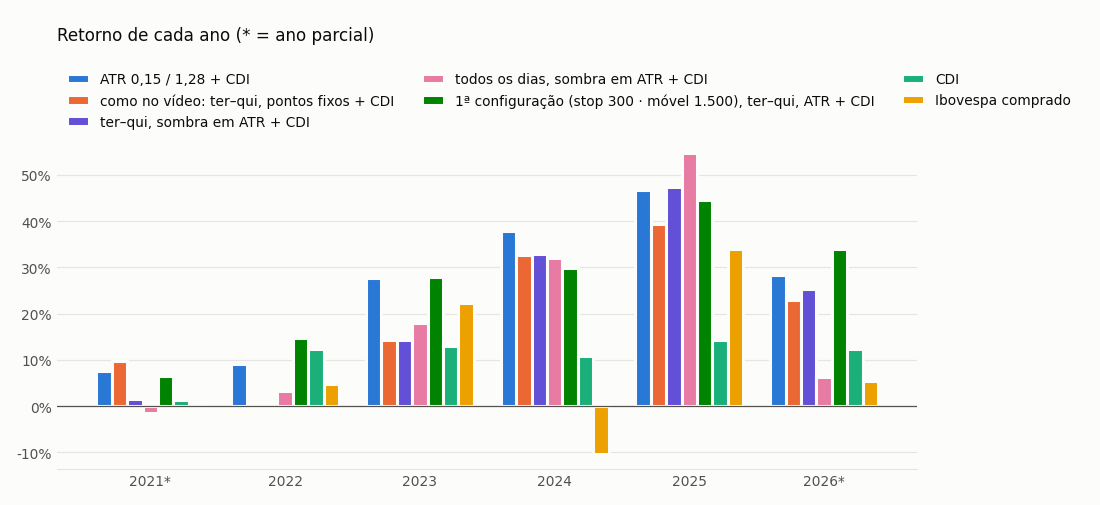 Retorno de cada ano (* = ano parcial)
ATR 0,15 / 1,28 + CDI
como no vídeo: ter–qui, pontos fixos + CDI
ter–qui, sombra em ATR + CDI
todos os dias, sombra em ATR + CDI
1ª configuração (stop 300 · móvel 1.500), ter–qui, ATR + CDI
CDI
Ibovespa comprado
50%
40%
30%
20%
10%
0%
-10%
2021*
2022
2023
2024
2025
2026*